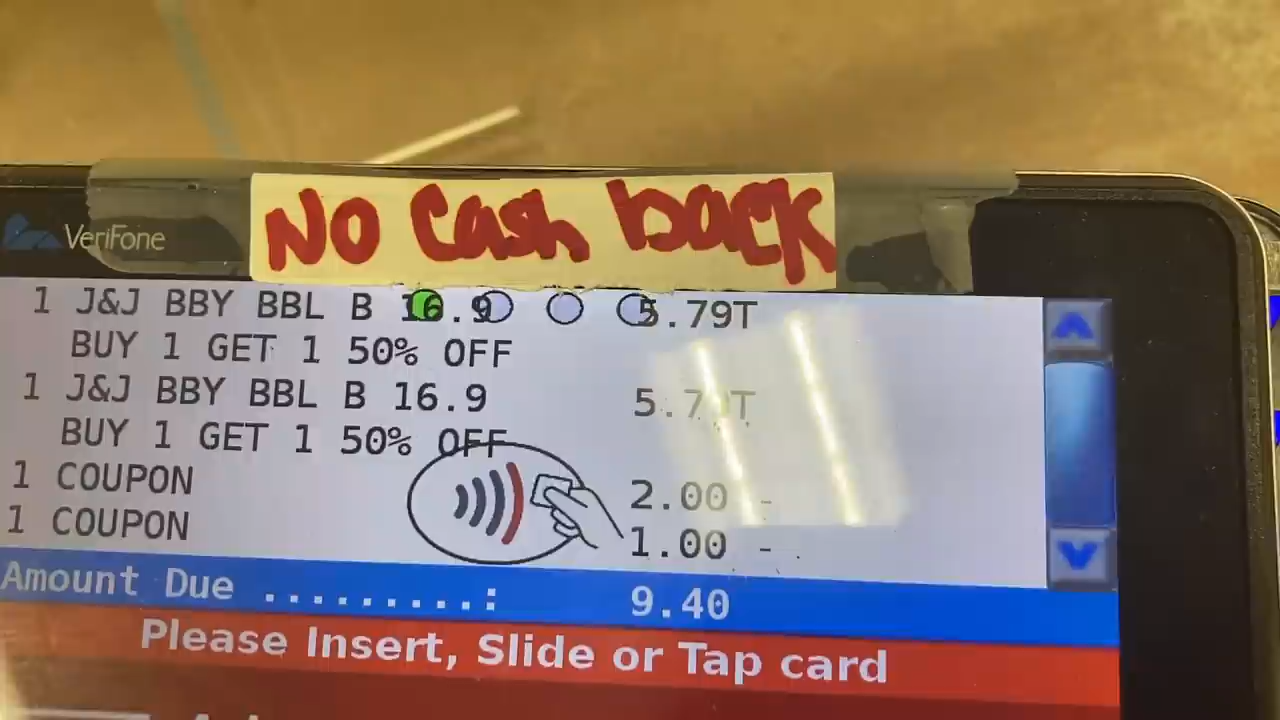 VeriFone
No Cash back
1 J&J BBY BBL B 16.9 5.79T
BUY 1 GET 1 50% OFF
1 J&J BBY BBL B 16.9 5.79T
BUY 1 GET 1 50% OFF
1 COUPON 2.00 -
1 COUPON 1.00 -
Amount Due .........: 9.40
Please Insert, Slide or Tap card